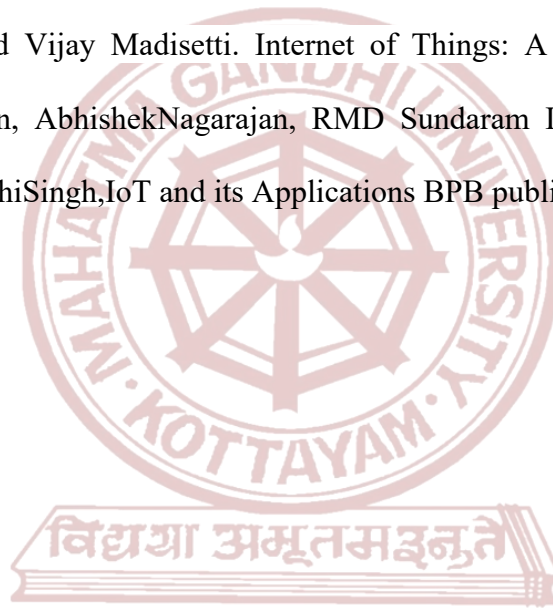 d Vijay Madisetti. Internet of Things: A
n, AbhishekNagarajan, RMD Sundaram I
hiSingh,IoT and its Applications BPB publi
MAHATMA GANDHI UNIVERSITY
KOTTAYAM
विद्यया अमृतमश्नुते